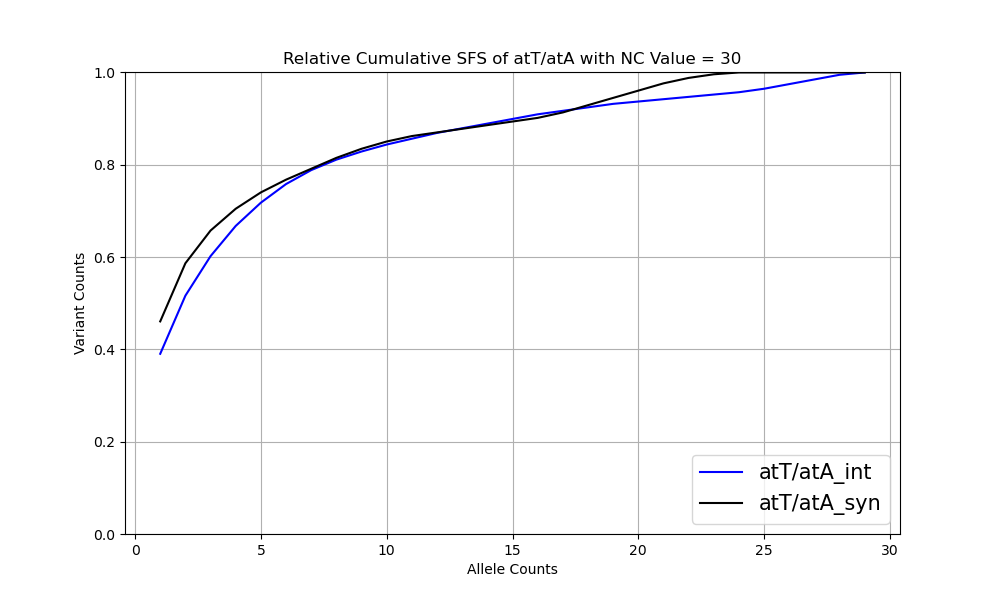 Relative Cumulative SFS of atT/atA with NC Value = 30
1.0
0.8
0.6
0.4
0.2
0.0
Variant Counts
0 5 10 15 20 25 30
Allele Counts
atT/atA_int
atT/atA_syn